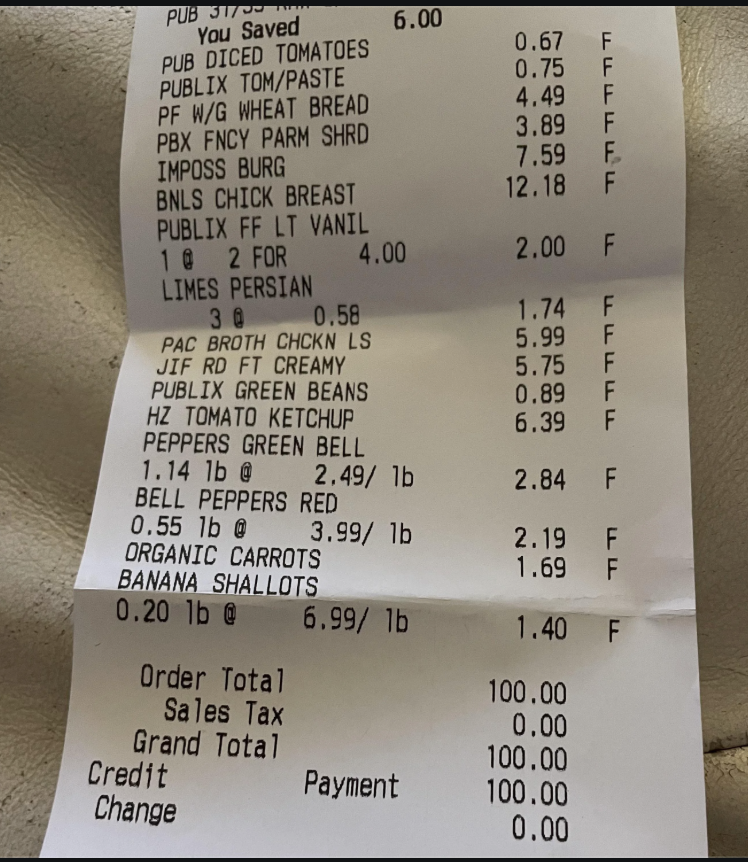 PUB 31/35
You Saved 6.00
PUB DICED TOMATOES 0.67 F
PUBLIX TOM/PASTE 0.75 F
PF W/G WHEAT BREAD 4.49 F
PBX FNCY PARM SHRD 3.89 F
IMPOSS BURG 7.59 F
BNLS CHICK BREAST 12.18 F
PUBLIX FF LT VANIL
1 @ 2 FOR 4.00 2.00 F
LIMES PERSIAN
3 @ 0.58 1.74 F
PAC BROTH CHCKN LS 5.99 F
JIF RD FT CREAMY 5.75 F
PUBLIX GREEN BEANS 0.89 F
HZ TOMATO KETCHUP 6.39 F
PEPPERS GREEN BELL
1.14 lb @ 2.49/ lb 2.84 F
BELL PEPPERS RED
0.55 lb @ 3.99/ lb 2.19 F
ORGANIC CARROTS 1.69 F
BANANA SHALLOTS
0.20 lb @ 6.99/ lb 1.40 F
Order Total 100.00
Sales Tax 0.00
Grand Total 100.00
Credit Payment 100.00
Change 0.00